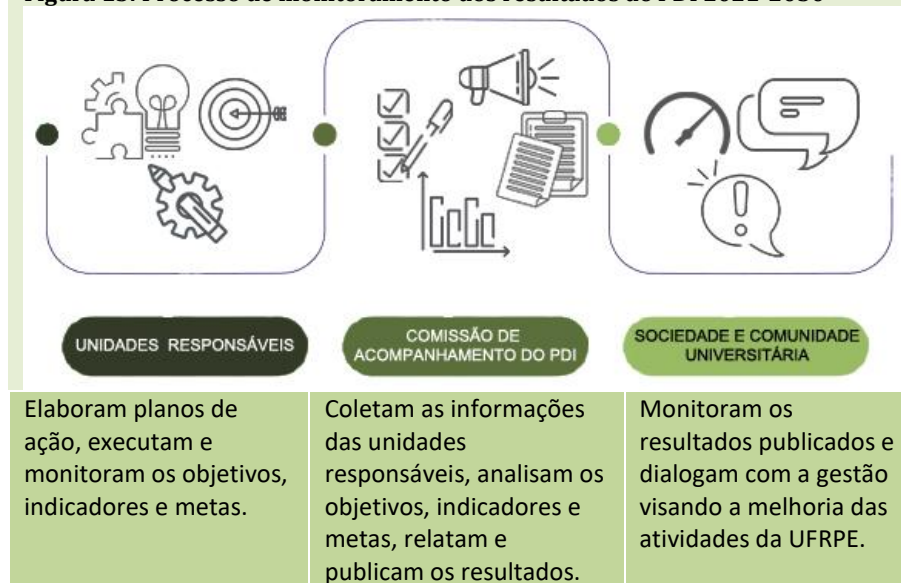 Figura 13: Processo de monitoramento dos resultados do PDI 2021-2030
UNIDADES RESPONSÁVEIS
COMISSÃO DE
ACOMPANHAMENTO DO PDI
SOCIEDADE E COMUNIDADE
UNIVERSITÁRIA
Elaboram planos de
ação, executam e
monitoram os objetivos,
indicadores e metas.
Coletam as informações
das unidades
responsáveis, analisam os
objetivos, indicadores e
metas, relatam e
publicam os resultados.
Monitoram os
resultados publicados e
dialogam com a gestão
visando a melhoria das
atividades da UFRPE.